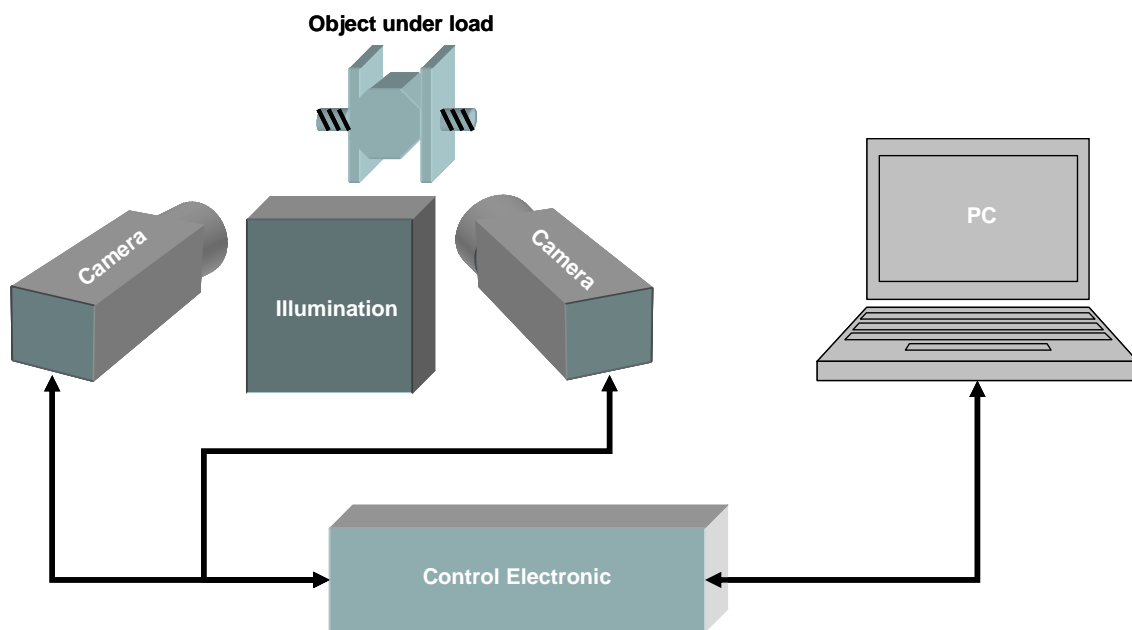 Object under load
Camera
Camera
PC
Illumination
Control Electronic